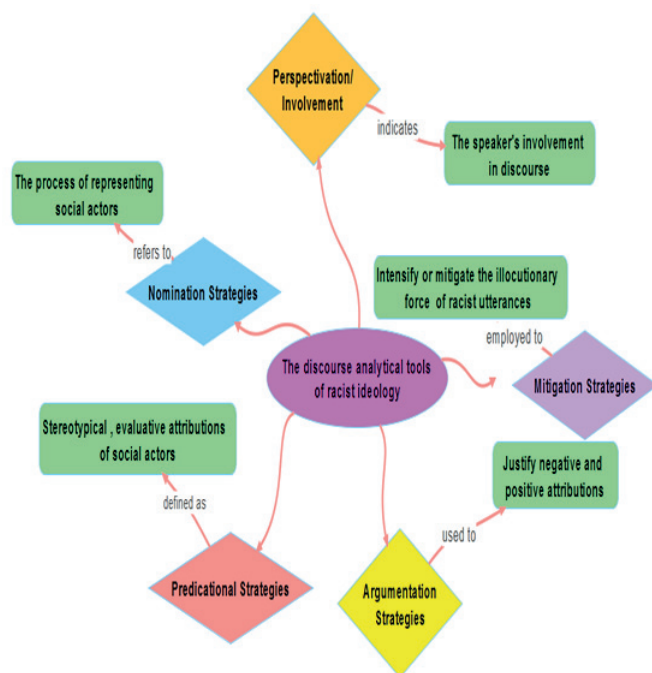 Perspectivation/
Involvement
indicates
The speaker's involvement
in discourse
The process of representing
social actors
refers to
Nomination Strategies
Intensify or mitigate the illocutionary
force of racist utterances
employed to
Mitigation Strategies
The discourse analytical tools
of racist ideology
Stereotypical , evaluative attributions
of social actors
defined as
Predicational Strategies
Justify negative and
positive attributions
used to
Argumentation
Strategies